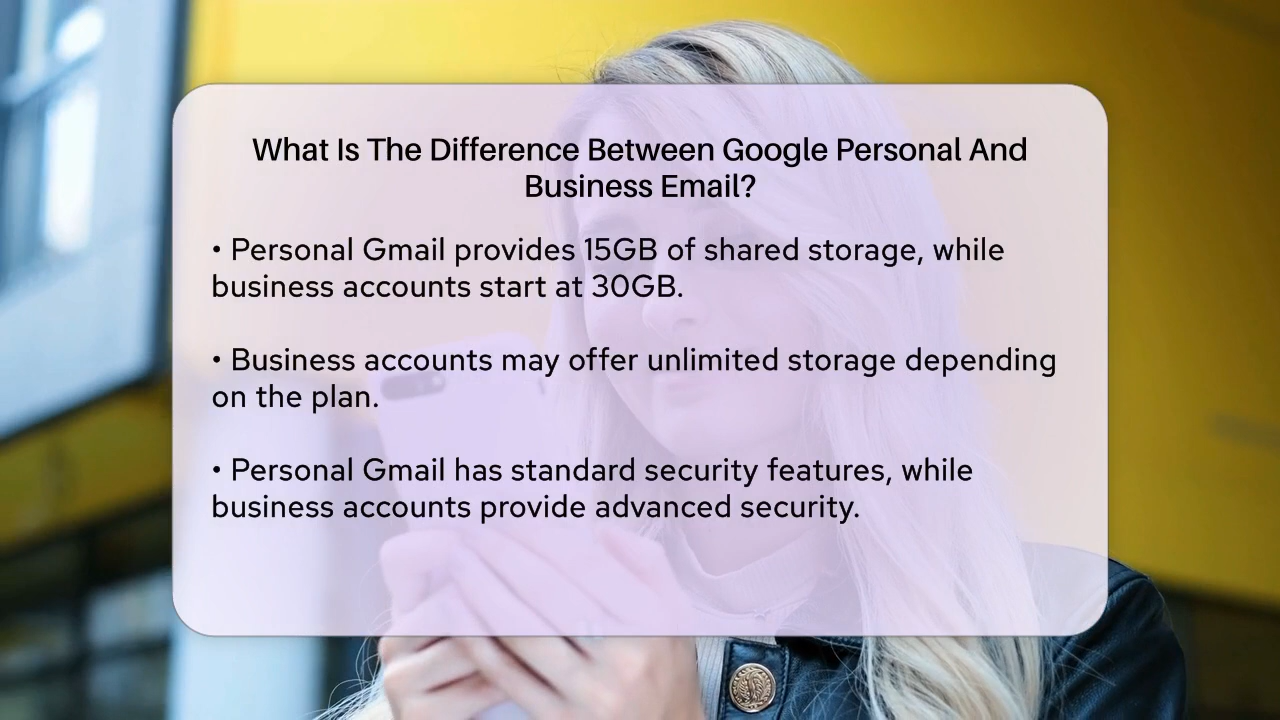 What Is The Difference Between Google Personal And
Business Email?
• Personal Gmail provides 15GB of shared storage, while
business accounts start at 30GB.
• Business accounts may offer unlimited storage depending
on the plan.
• Personal Gmail has standard security features, while
business accounts provide advanced security.